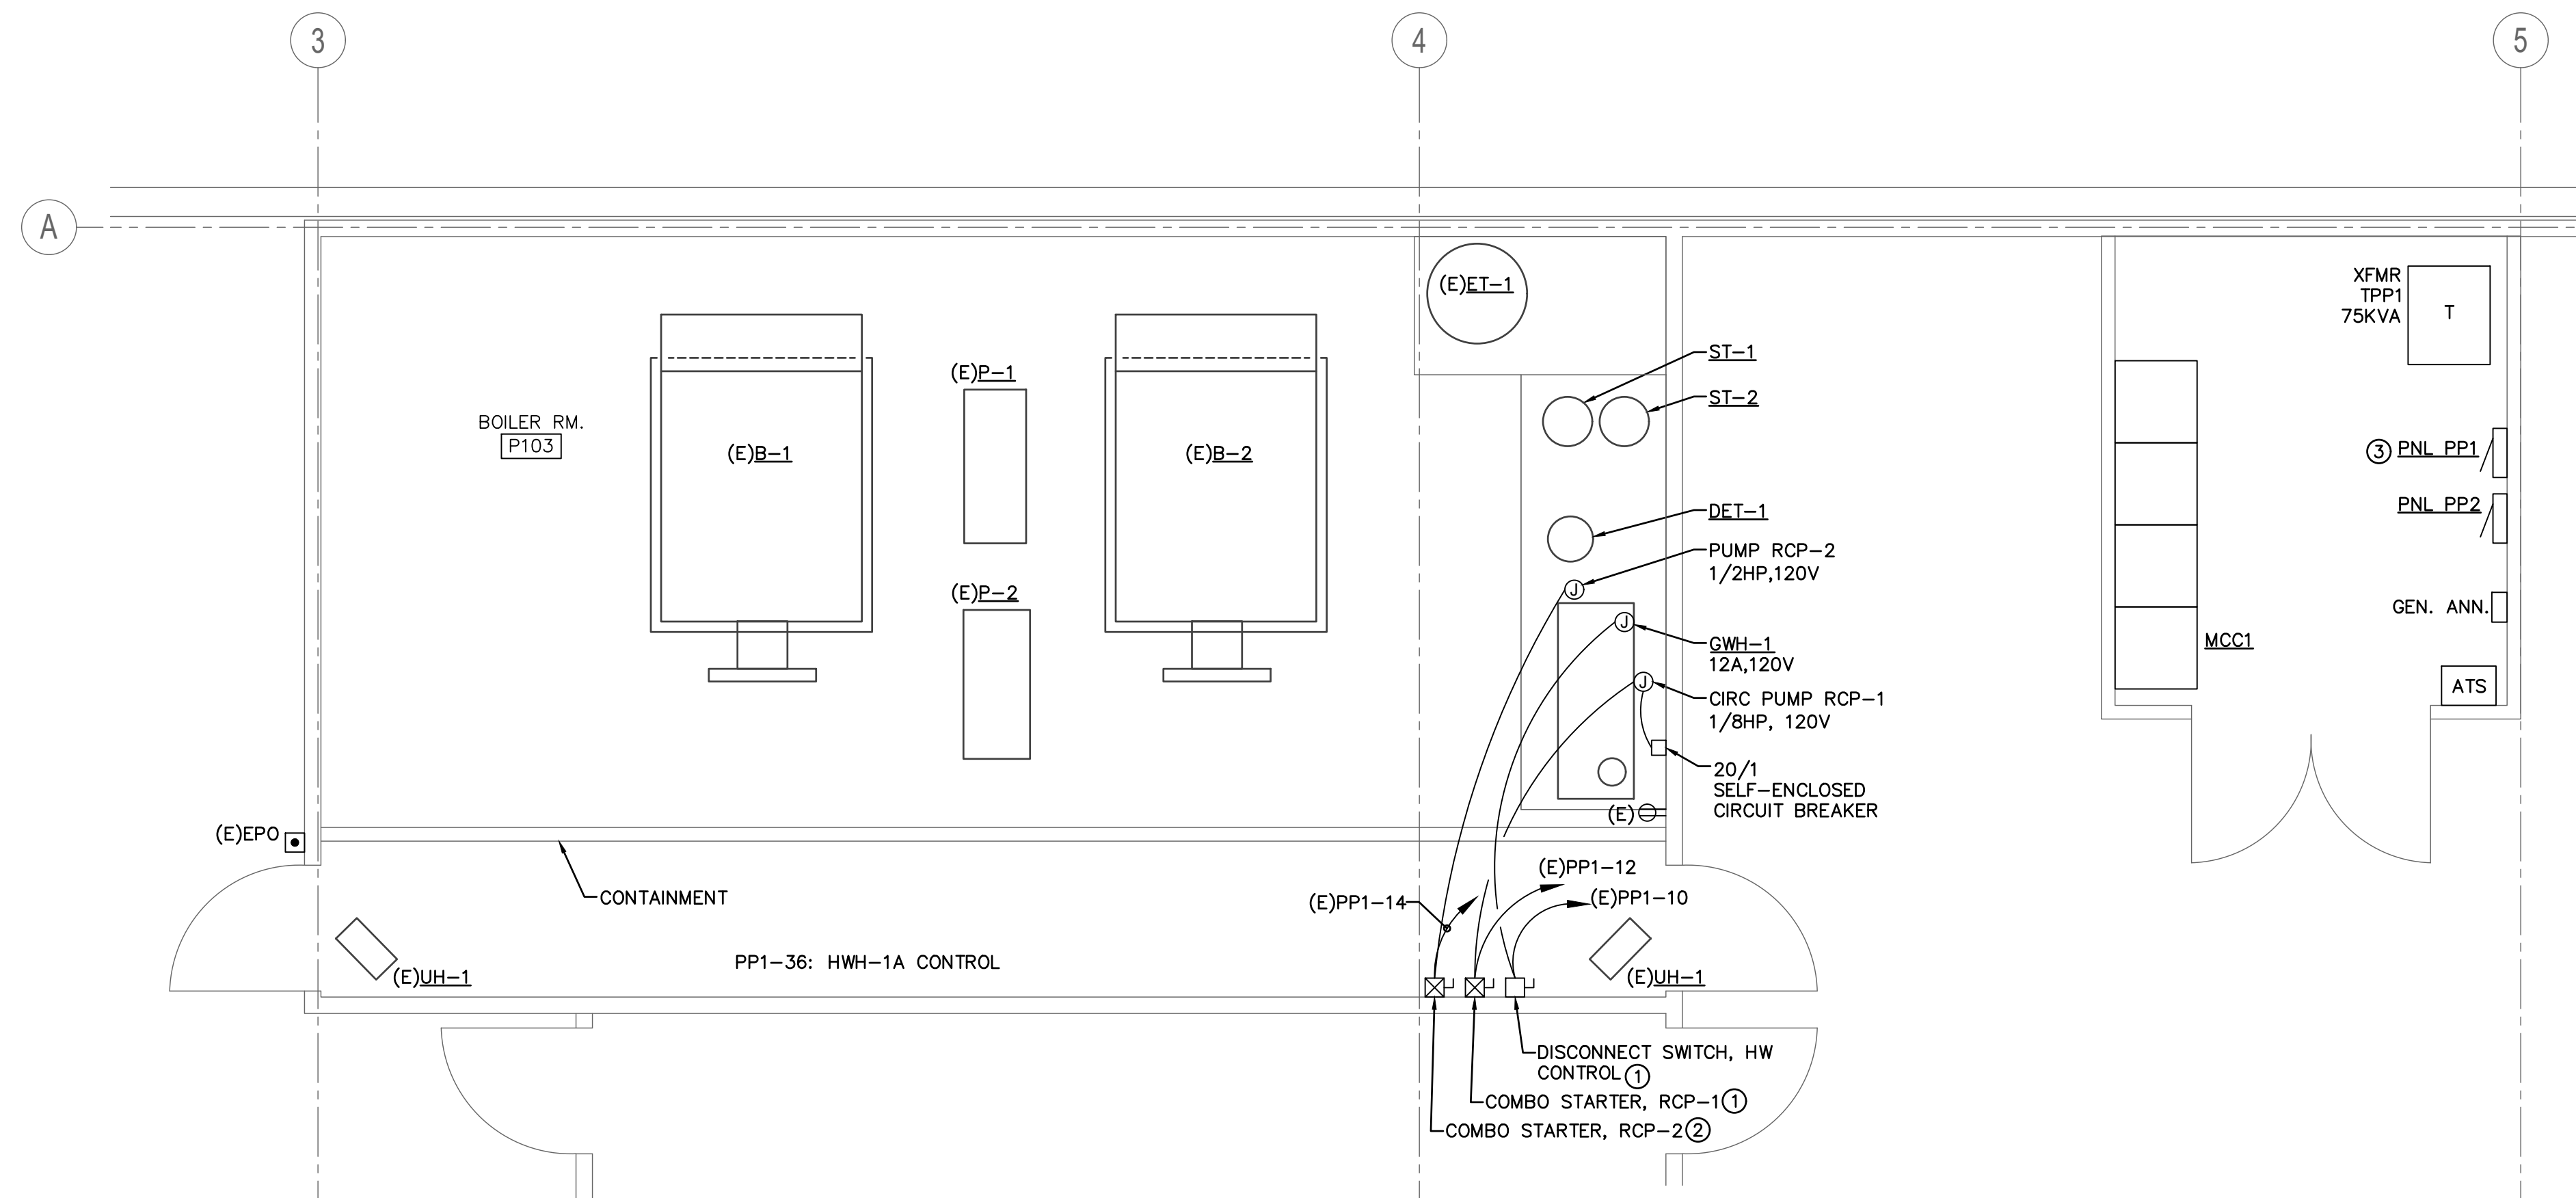 3
4
5
A
(E)ET-1
XFMR
TPP1
75KVA
T
ST-1
(E)P-1
ST-2
BOILER RM.
P103
(E)B-1
(E)B-2
3 PNL PP1
PNL PP2
DET-1
PUMP RCP-2
1/2HP,120V
J
(E)P-2
J
GEN. ANN.
GWH-1
12A,120V
MCC1
J
CIRC PUMP RCP-1
1/8HP, 120V
ATS
20/1
SELF-ENCLOSED
CIRCUIT BREAKER
(E)
(E)EPO
(E)PP1-12
CONTAINMENT
(E)PP1-14
(E)PP1-10
PP1-36: HWH-1A CONTROL
(E)UH-1
(E)UH-1
DISCONNECT SWITCH, HW
CONTROL 1
COMBO STARTER, RCP-1 1
COMBO STARTER, RCP-2 2